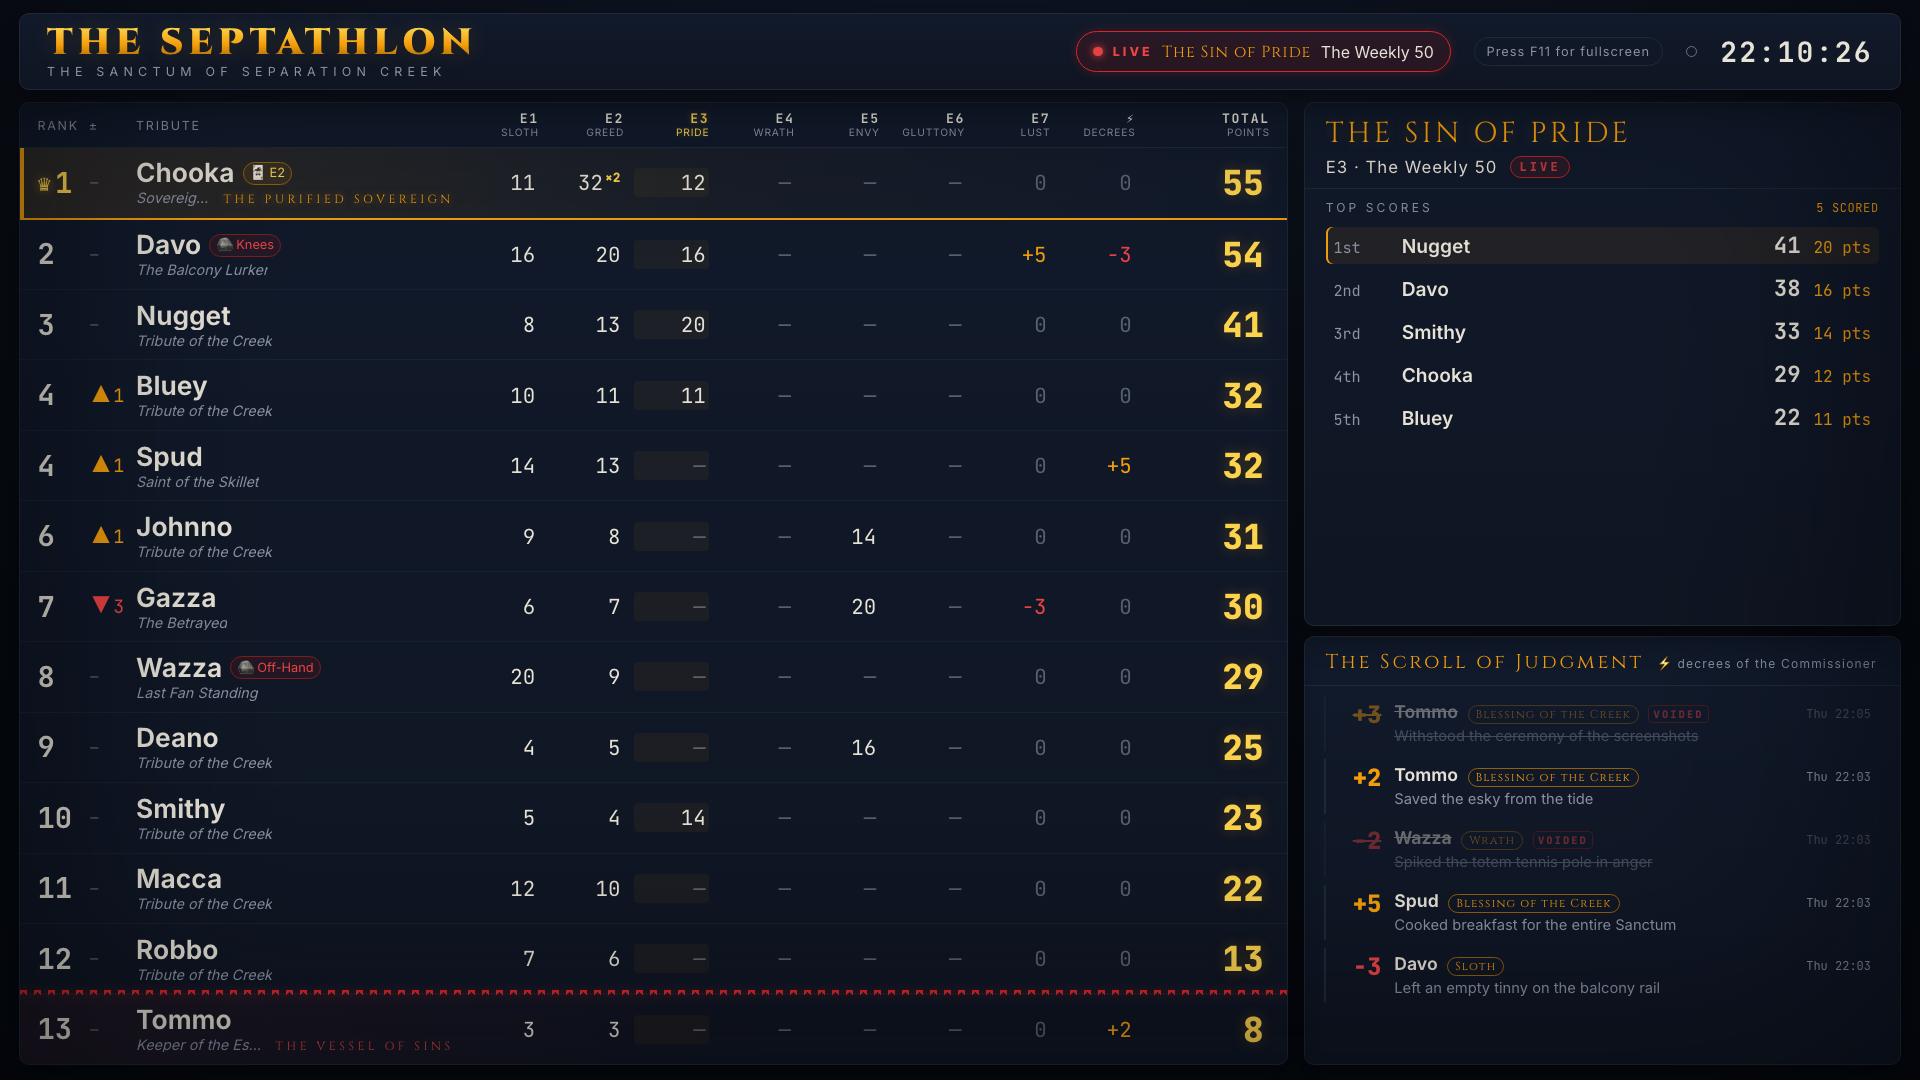 THE SEPTATHLON
THE SANCTUM OF SEPARATION CREEK
LIVE The Sin of Pride The Weekly 50
Press F11 for fullscreen
22:10:26
RANK ± TRIBUTE E1 SLOTH E2 GREED E3 PRIDE E4 WRATH E5 ENVY E6 GLUTTONY E7 LUST ⚡ DECREES TOTAL POINTS
♛1 – Chooka E2 11 32×2 12 — — — 0 0 55
Sovereig... THE PURIFIED SOVEREIGN
2 – Davo Knees 16 20 16 — — — +5 -3 54
The Balcony Lurker
3 – Nugget 8 13 20 — — — 0 0 41
Tribute of the Creek
4 ▲1 Bluey 10 11 11 — — — 0 0 32
Tribute of the Creek
4 ▲1 Spud 14 13 — — — — 0 +5 32
Saint of the Skillet
6 ▲1 Johnno 9 8 — — 14 — 0 0 31
Tribute of the Creek
7 ▼3 Gazza 6 7 — — 20 — -3 0 30
The Betrayed
8 – Wazza Off-Hand 20 9 — — — — 0 0 29
Last Fan Standing
9 – Deano 4 5 — — 16 — 0 0 25
Tribute of the Creek
10 – Smithy 5 4 14 — — — 0 0 23
Tribute of the Creek
11 – Macca 12 10 — — — — 0 0 22
Tribute of the Creek
12 – Robbo 7 6 — — — — 0 0 13
Tribute of the Creek
13 – Tommo 3 3 — — — — 0 +2 8
Keeper of the Es... THE VESSEL OF SINS
THE SIN OF PRIDE
E3 · The Weekly 50 LIVE
TOP SCORES 5 SCORED
1st Nugget 41 20 pts
2nd Davo 38 16 pts
3rd Smithy 33 14 pts
4th Chooka 29 12 pts
5th Bluey 22 11 pts
The Scroll of Judgment ⚡ decrees of the Commissioner
+3 Tommo Blessing of the Creek VOIDED Thu 22:05
Withstood the ceremony of the screenshots
+2 Tommo Blessing of the Creek Thu 22:03
Saved the esky from the tide
-2 Wazza Wrath VOIDED Thu 22:03
Spiked the totem tennis pole in anger
+5 Spud Blessing of the Creek Thu 22:03
Cooked breakfast for the entire Sanctum
-3 Davo Sloth Thu 22:03
Left an empty tinny on the balcony rail